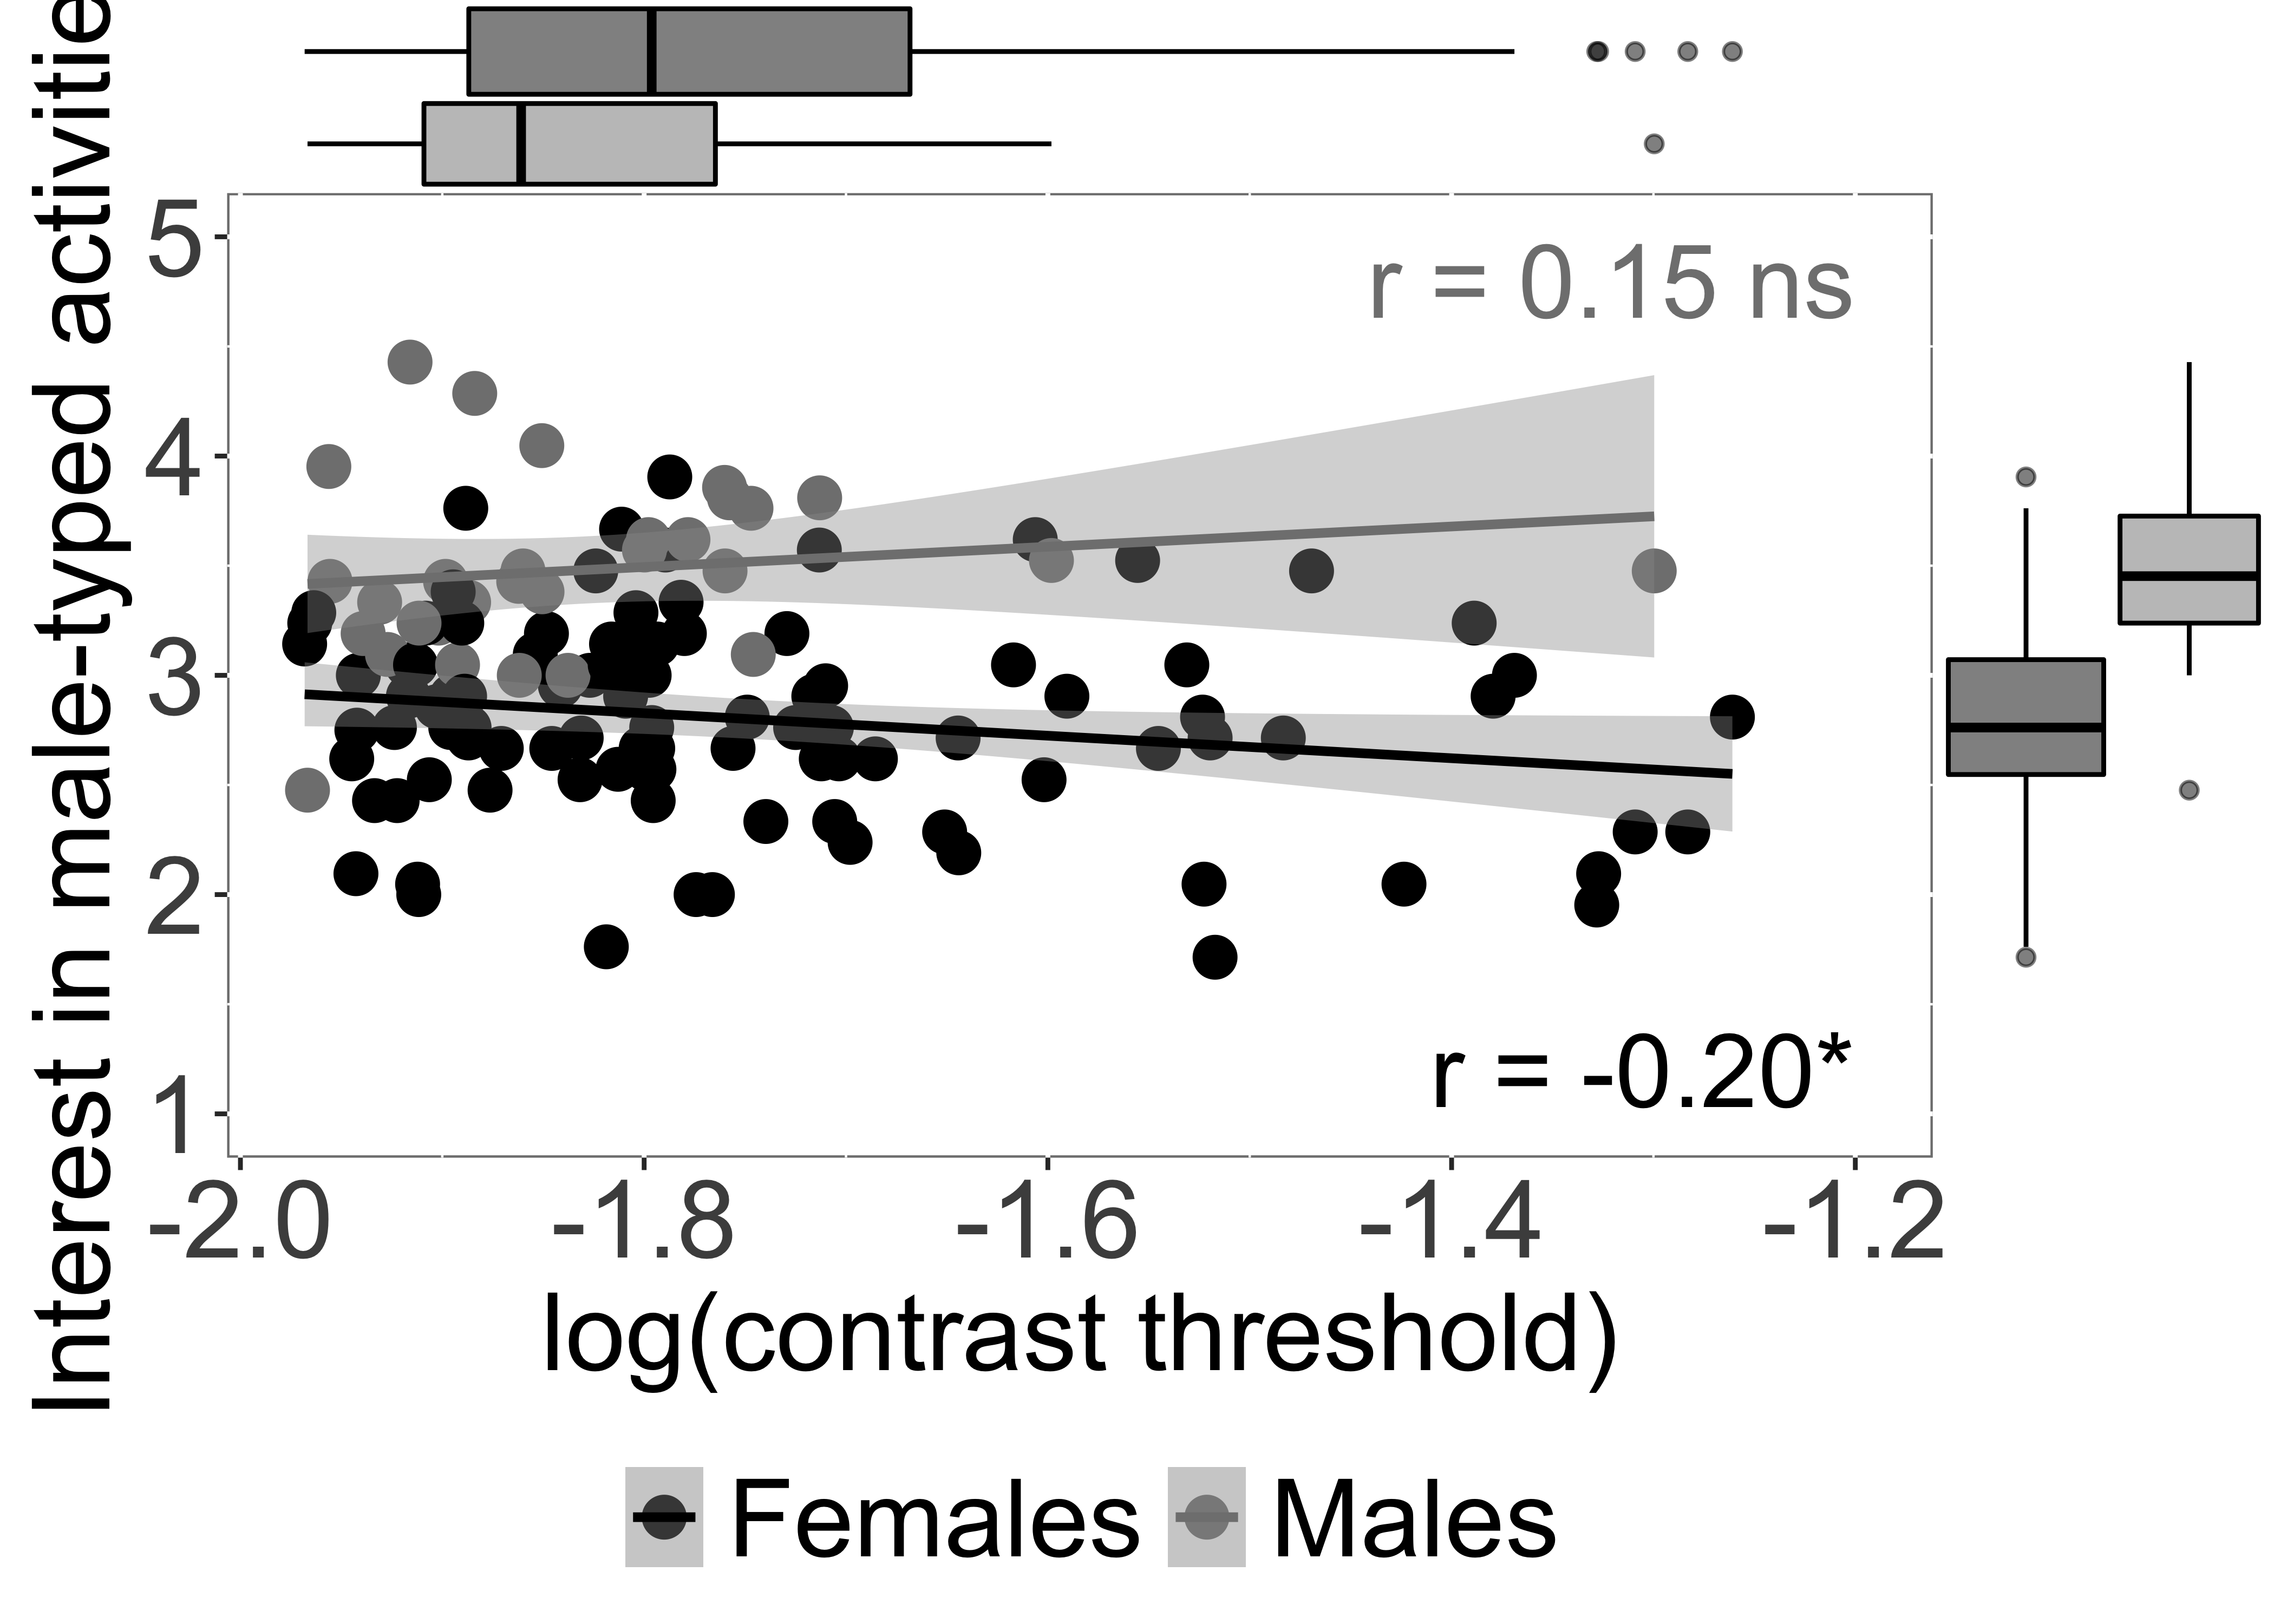 Interest in male-typed activitie
5
4
3
2
1
r = 0.15 ns
r = -0.20*
-2.0 -1.8 -1.6 -1.4 -1.2
log(contrast threshold)
Females Males